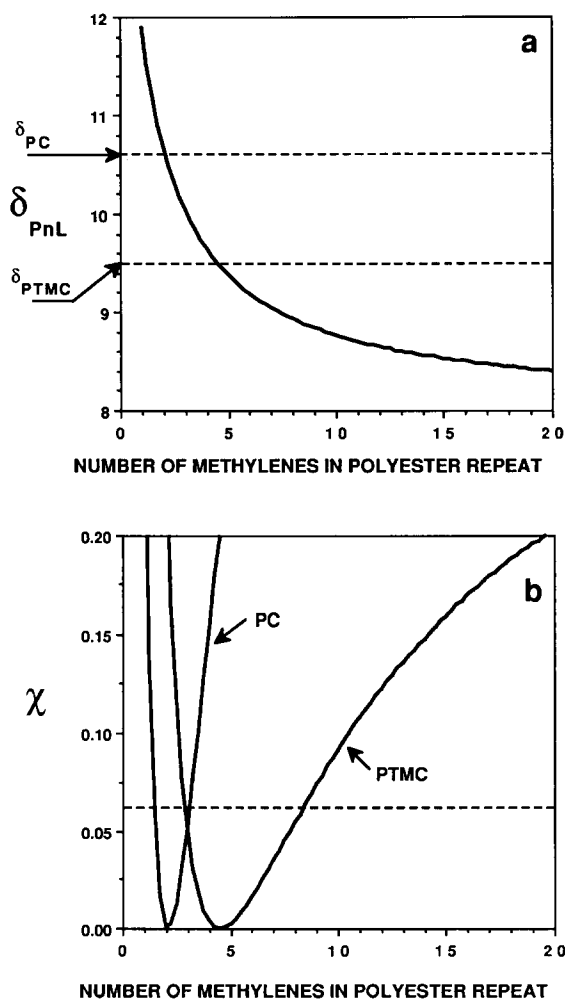 a
12
11
10
9
8
δPC
δPnL
δPTMC
0 5 10 15 20
NUMBER OF METHYLENES IN POLYESTER REPEAT
b
0.20
0.15
0.10
0.05
0.00
χ
PC
PTMC
0 5 10 15 20
NUMBER OF METHYLENES IN POLYESTER REPEAT